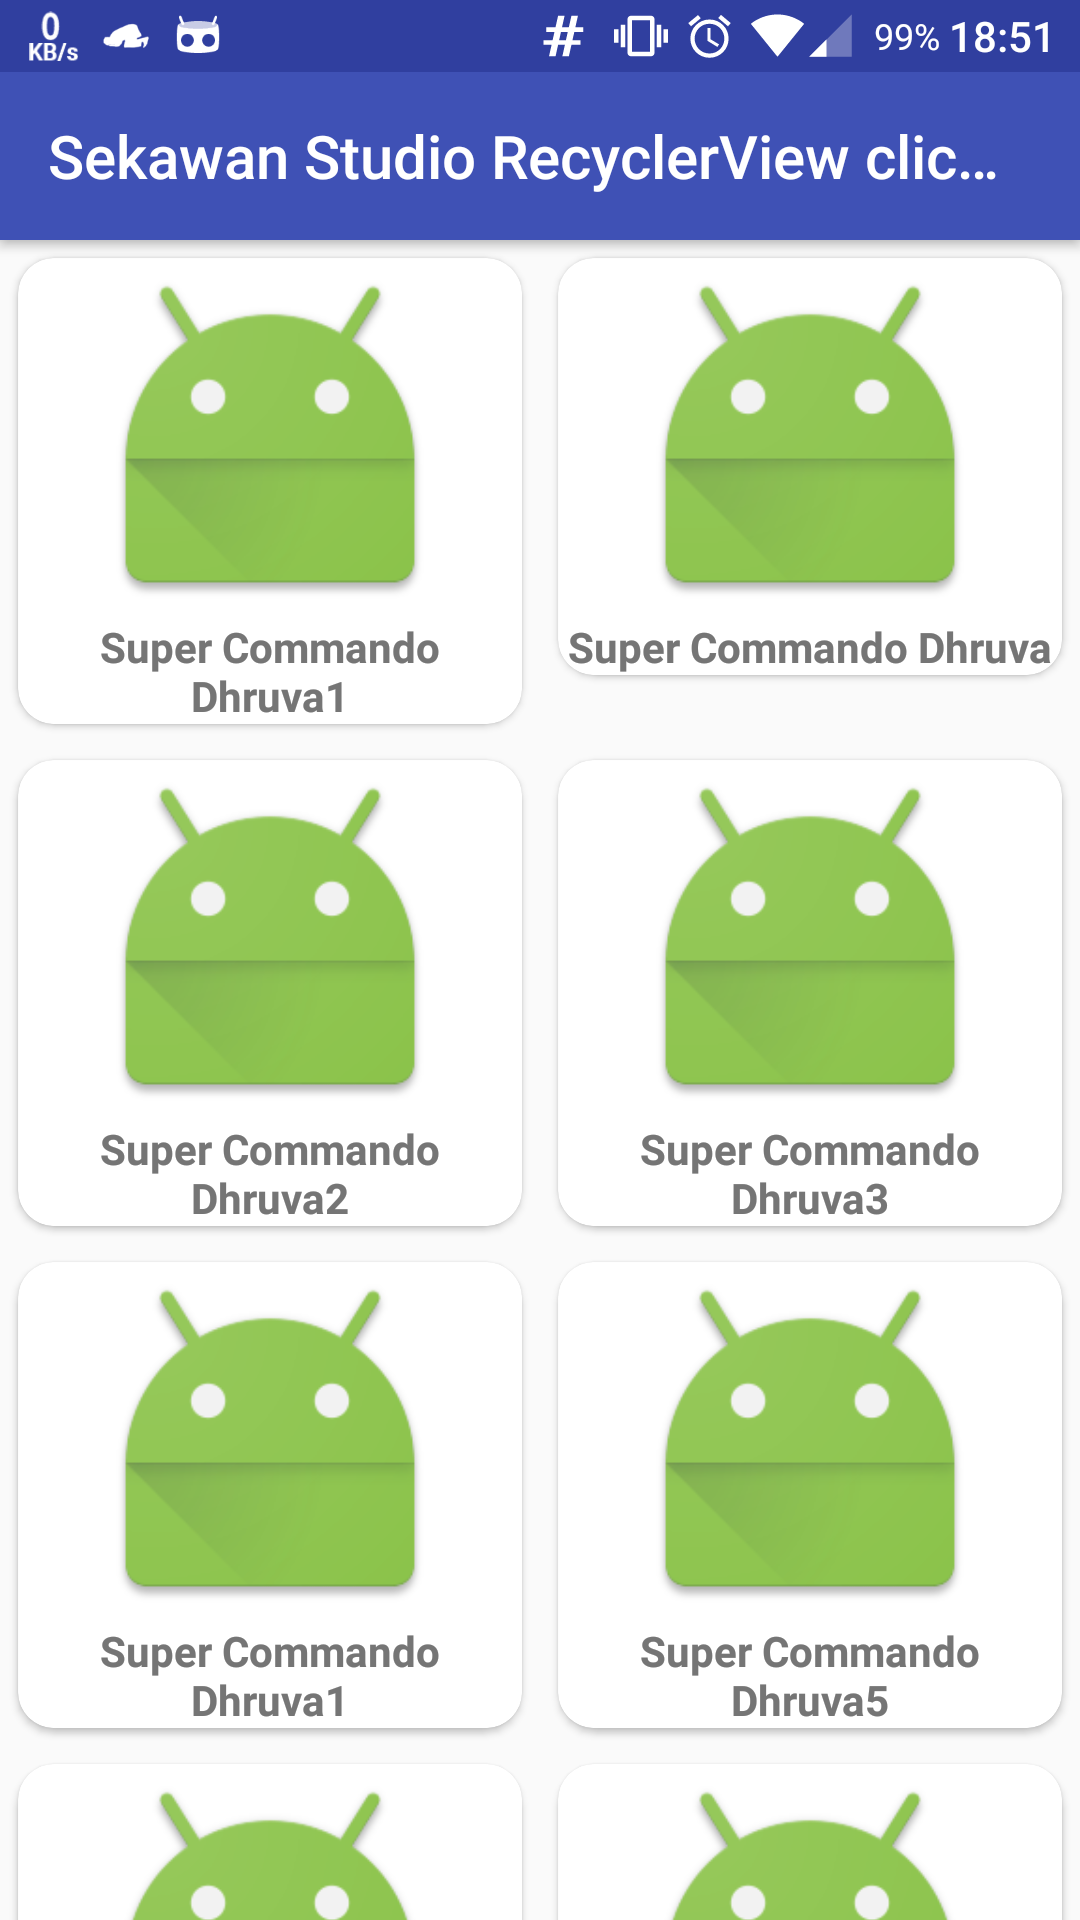 0
KB/s
# 99% 18:51
Sekawan Studio RecyclerView clic...
Super Commando
Dhruva1
Super Commando Dhruva
Super Commando
Dhruva2
Super Commando
Dhruva3
Super Commando
Dhruva1
Super Commando
Dhruva5